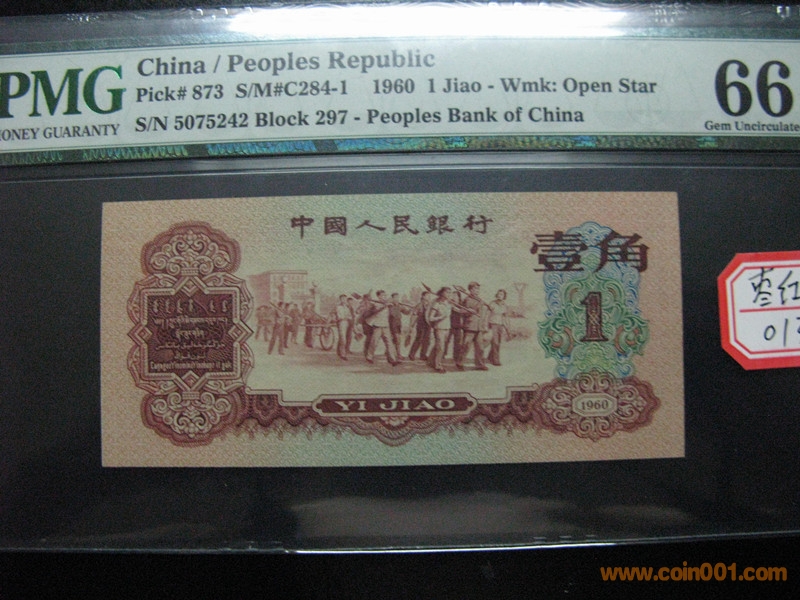 PMG
MONEY GUARANTY
China / Peoples Republic
Pick# 873 S/M#C284-1 1960 1 Jiao - Wmk: Open Star
S/N 5075242 Block 297 - Peoples Bank of China
66
Gem Uncirculated
中國人民銀行
壹角
1
YI JIAO
1960
枣红
013
www.coin001.com